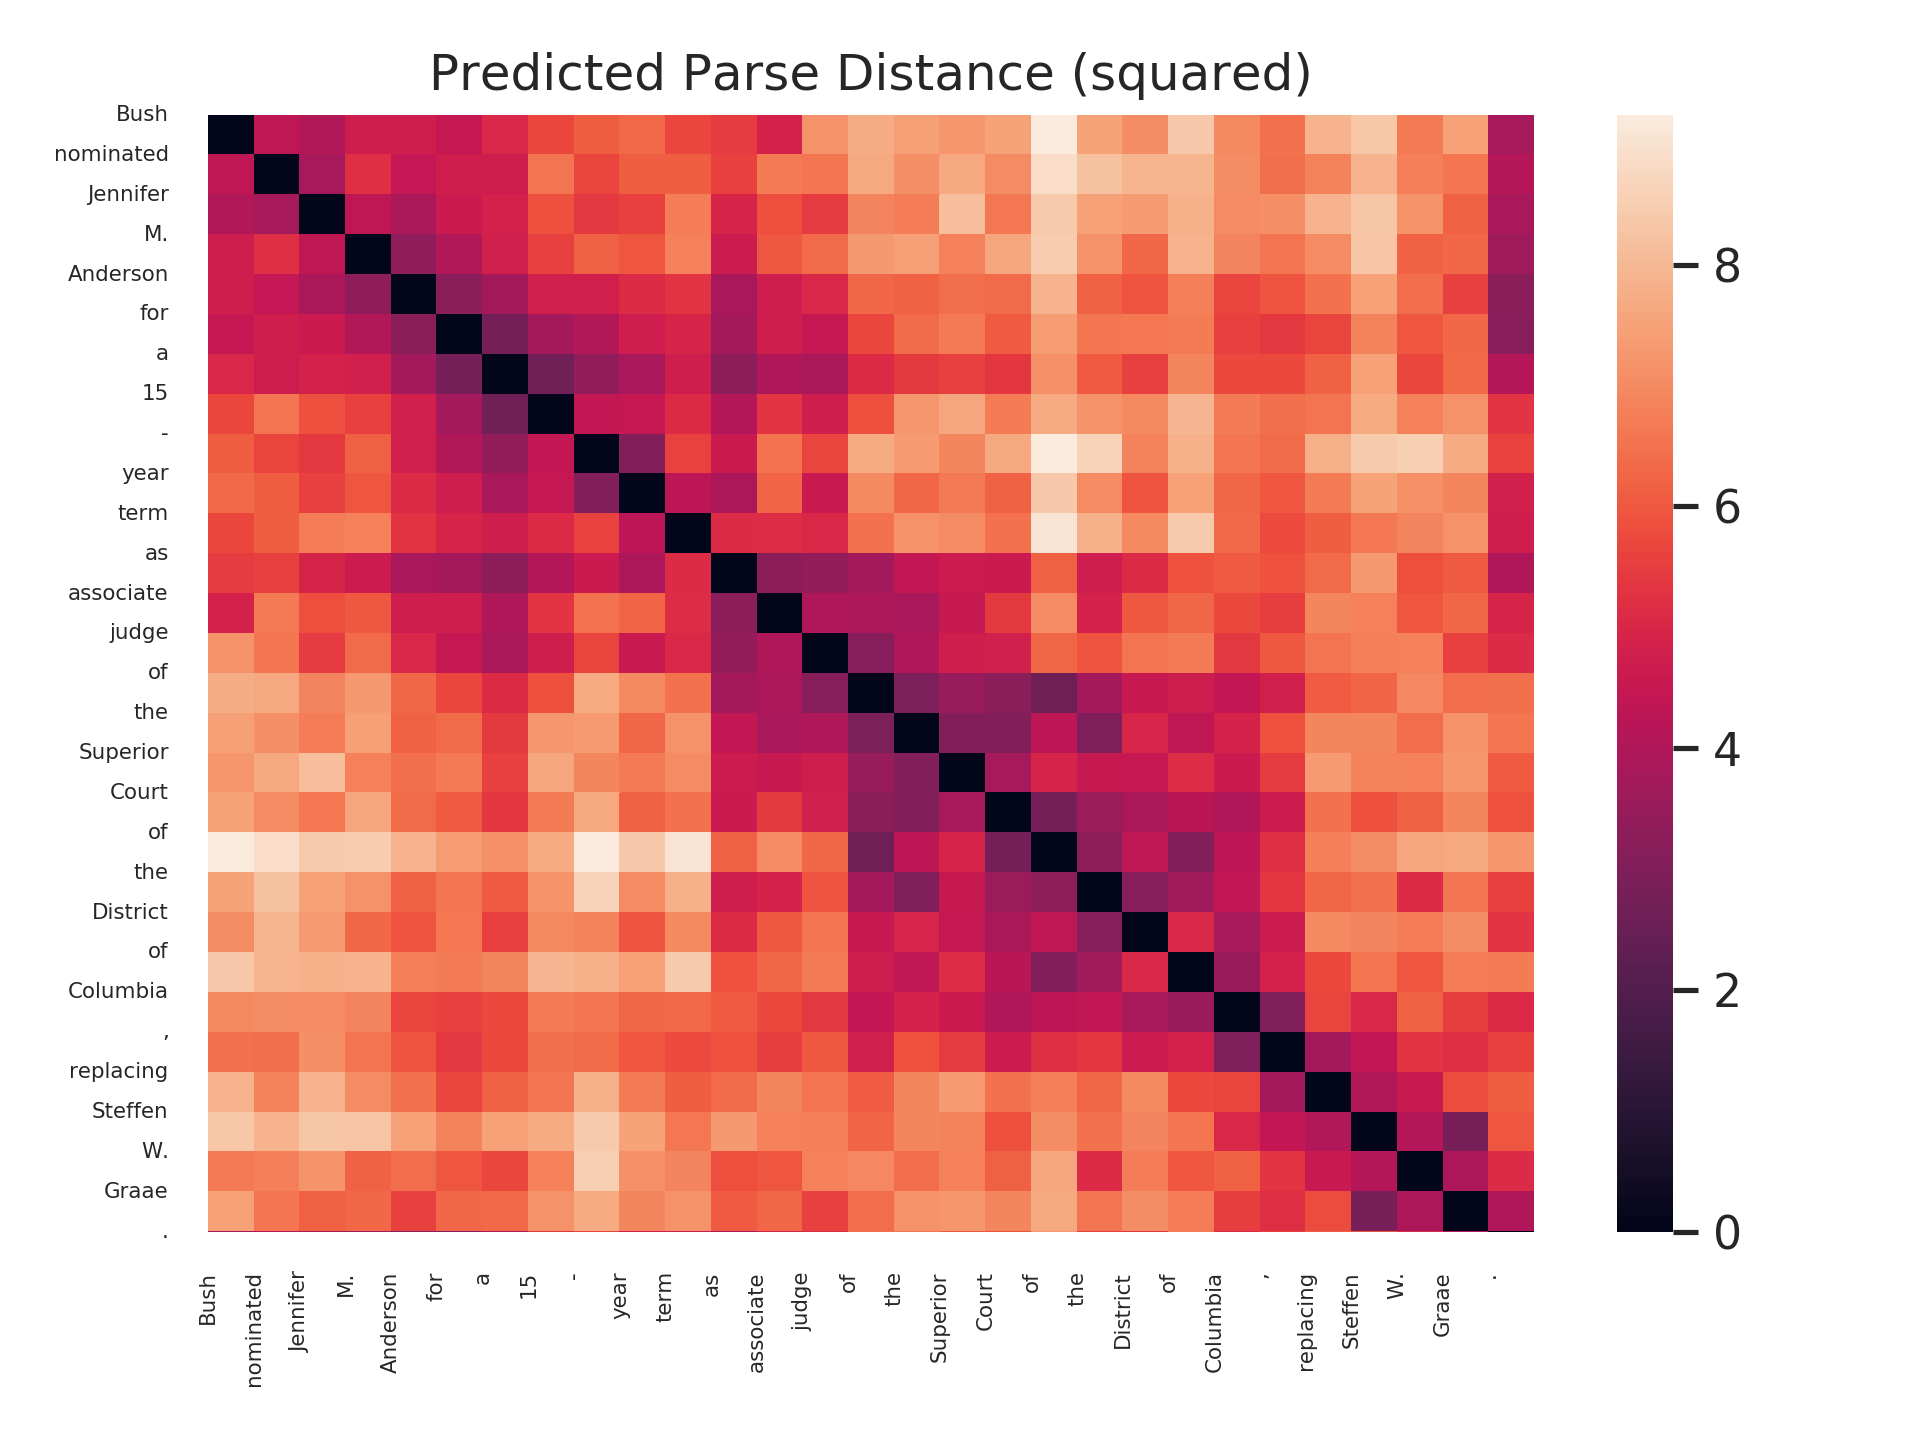 Predicted Parse Distance (squared)
Bush
nominated
Jennifer
M.
Anderson
for
a
15
-
year
term
as
associate
judge
of
the
Superior
Court
of
the
District
of
Columbia
,
replacing
Steffen
W.
Graae
.
8
6
4
2
0
Bush
nominated
Jennifer
M.
Anderson
for
a
15
-
year
term
as
associate
judge
of
the
Superior
Court
of
the
District
of
Columbia
,
replacing
Steffen
W.
Graae
.